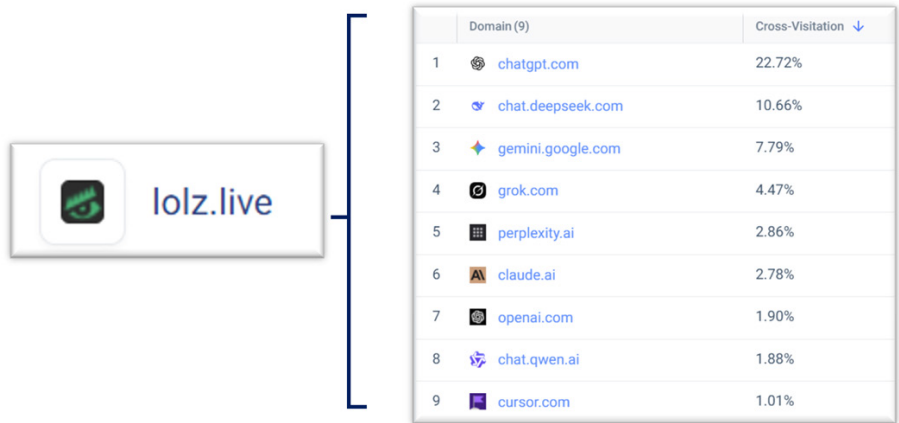 lolz.live
Domain (9) Cross-Visitation
1 chatgpt.com 22.72%
2 chat.deepseek.com 10.66%
3 gemini.google.com 7.79%
4 grok.com 4.47%
5 perplexity.ai 2.86%
6 claude.ai 2.78%
7 openai.com 1.90%
8 chat.qwen.ai 1.88%
9 cursor.com 1.01%